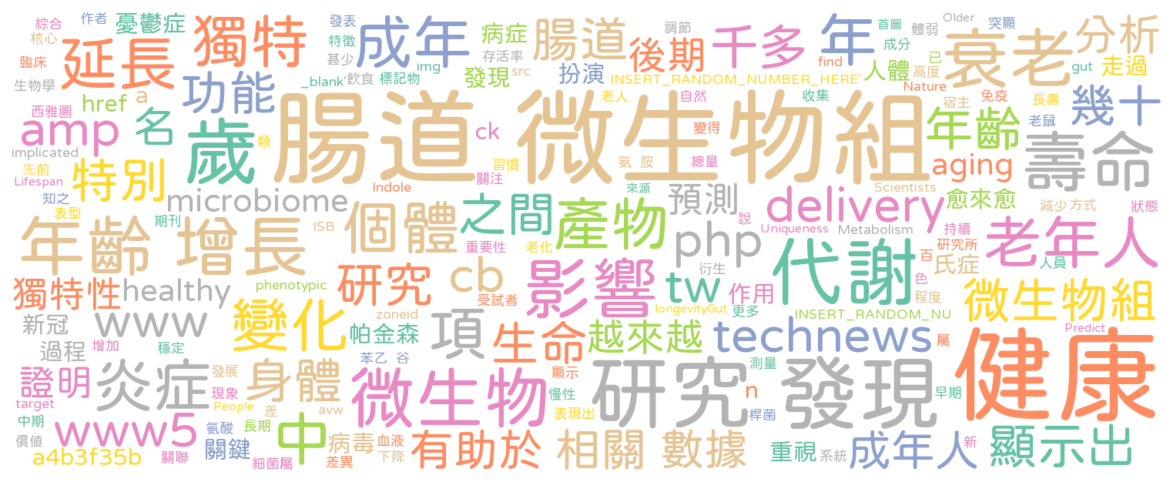 綜合 作者 憂鬱症 獨特 發表 成年 病症 腸道 調節 千多 年 首圖 體弱 Older 突顯 分析
核心 延長 特徵 後期 成分 衰老
臨床 甚少 存活率 已 find gut 走過
生物學 功能 _blank' 飲食 img 標記物 發現 src 扮演 INSERT_RANDOM_NUMBER_HERE' 人體 高度 Nature
href a 老人 自然 收集 宿主 免疫 長壽 幾十
西雅圖 amp 名 歲 腸道 微生物組 ck 變得 老鼠 年齡
implicated 類 習慣 氨 胺 總量 aging 壽命
先前 特別 關注
Lifespan 知之 microbiome Indole 來源 預測 Scientists 愈來愈
表型 期刊 個體 之間 產物 說 delivery 減少 方式 狀態
年齡 增長 ISB 重要性 老化 php Uniqueness Metabolism 持續 老年人
衍生 代謝 百 研究所 人員
獨特性 healthy phenotypic 研究 cb 影響 tw 作用 色 氏症 微生物組
zoneid 受試者 longevityGut 更多 程度
新冠 www 變化 帕金森 項 生命 越來越 INSERT_RANDOM_NU
過程 增加 穩定 苯乙 谷 顯示 technews 屬 Predict
證明 炎症 發展 身體 微生物 研究 測量 發現 健康
target 現象 慢性 n 早期
中期 People 差 avw 表現出 桿菌
價值 www5 氨酸 長期 中
a4b3f35b 關聯 關鍵 病毒 血液 有助於 相關 數據 重視 系統 成年人 新 顯示出
細菌屬 差異 下降